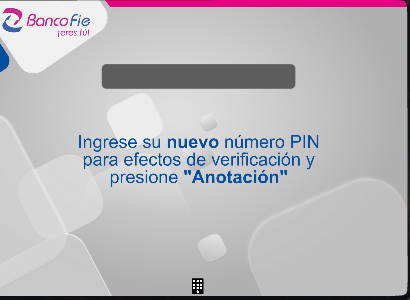 BancoFie
¡eres tú!
Ingrese su nuevo número PIN
para efectos de verificación y
presione "Anotación"